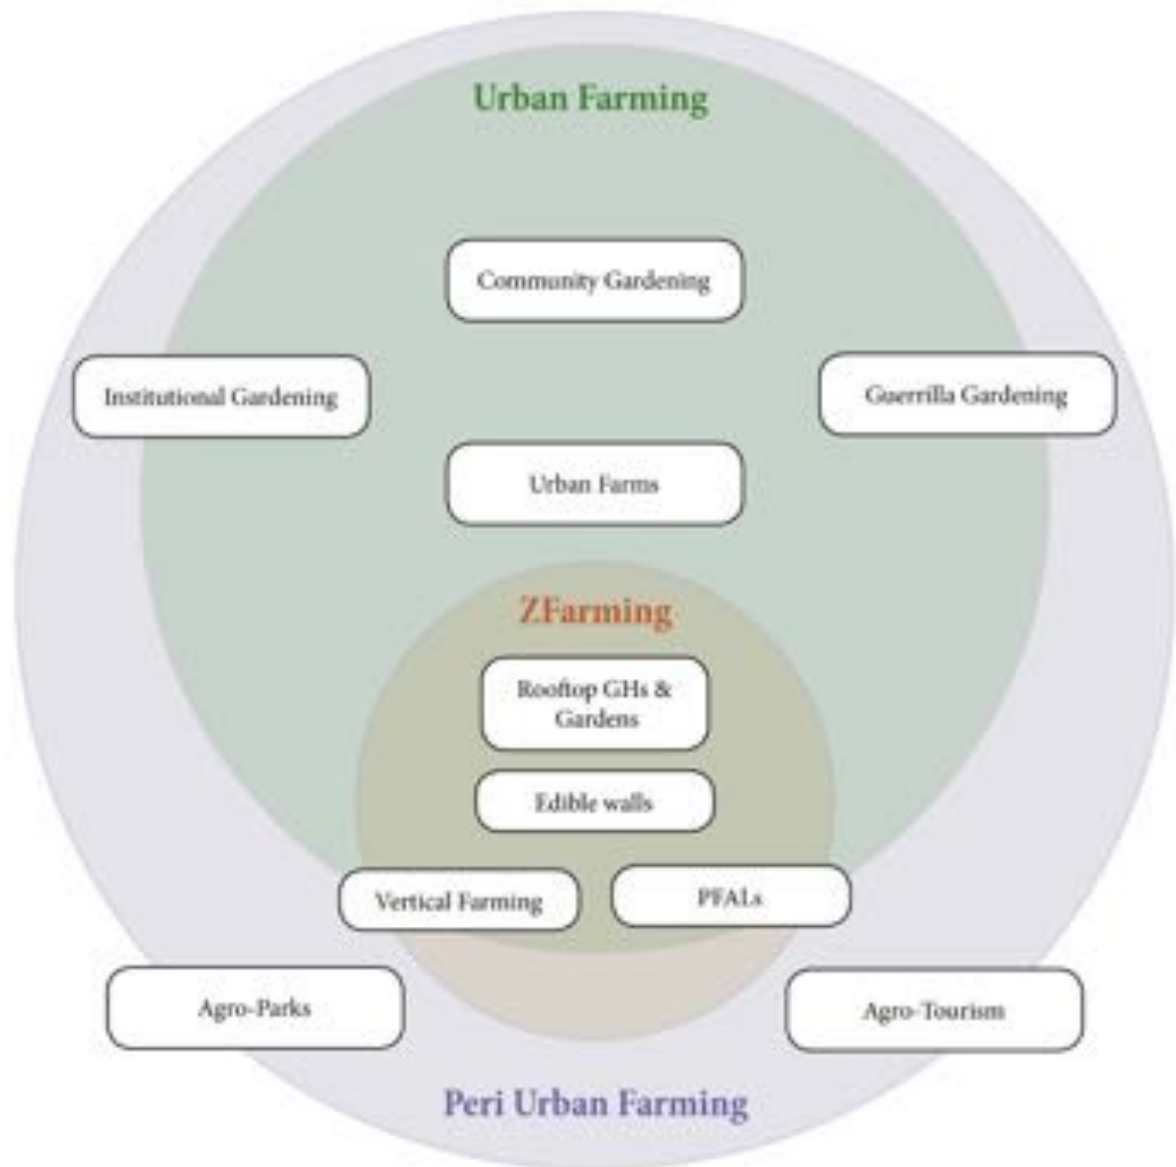 Urban Farming
Community Gardening
Institutional Gardening
Guerrilla Gardening
Urban Farms
ZFarming
Rooftop GHs &
Gardens
Edible walls
Vertical Farming
PFALs
Agro-Parks
Agro-Tourism
Peri Urban Farming